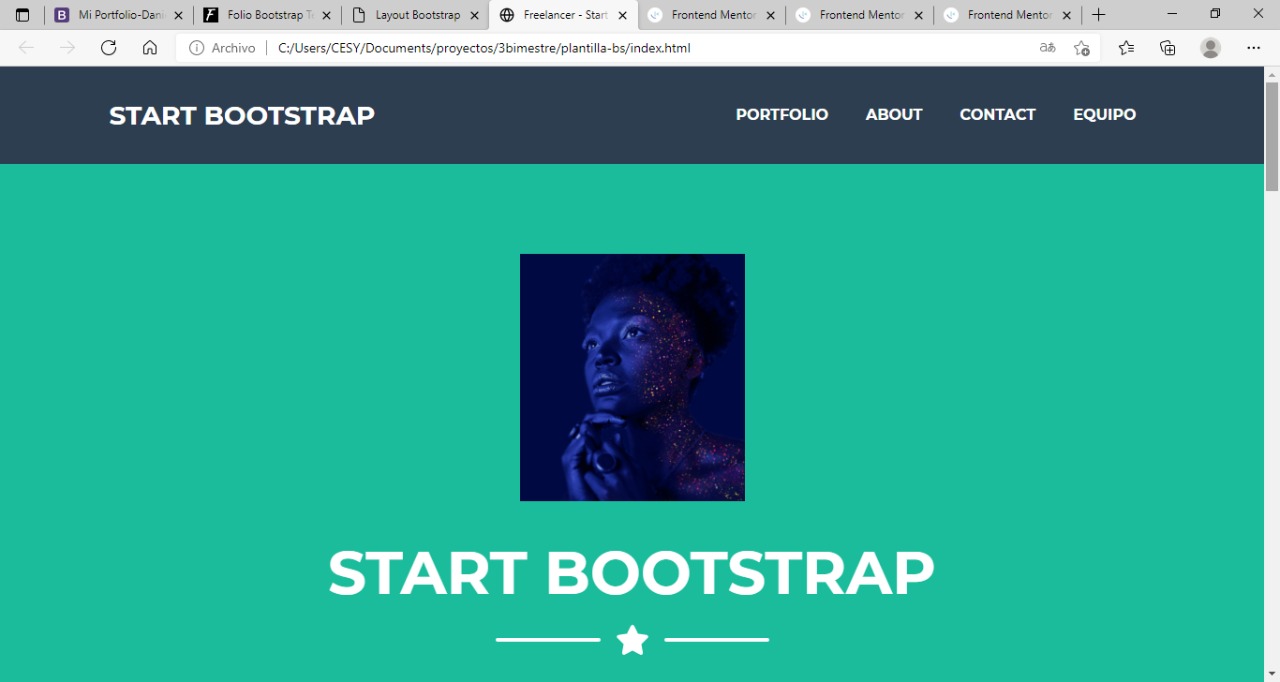 Mi Portfolio-Dani
Folio Bootstrap Te
Layout Bootstrap
Freelancer - Start
Frontend Mentor
Frontend Mentor
Frontend Mentor
Archivo
C:/Users/CESY/Documents/proyectos/3bimestre/plantilla-bs/index.html
START BOOTSTRAP
PORTFOLIO ABOUT CONTACT EQUIPO
START BOOTSTRAP